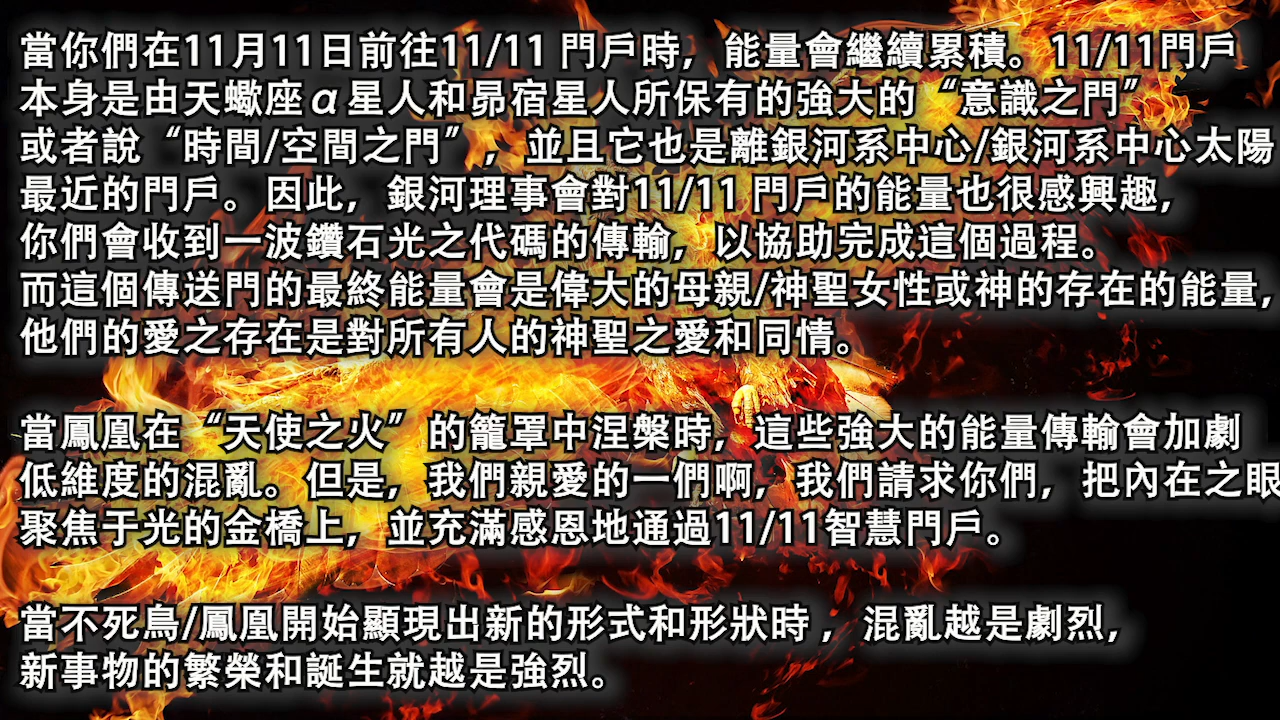 當你們在11月11日前往11/11 門戶時，能量會繼續累積。11/11門戶
本身是由天蠍座α星人和昴宿星人所保有的強大的“意識之門”
或者說“時間/空間之門”，並且它也是離銀河系中心/銀河系中心太陽
最近的門戶。因此，銀河理事會對11/11 門戶的能量也很感興趣，
你們會收到一波鑽石光之代碼的傳輸，以協助完成這個過程。
而這個傳送門的最終能量會是偉大的母親/神聖女性或神的存在的能量，
他們的愛之存在是對所有人的神聖之愛和同情。
當鳳凰在“天使之火”的籠罩中涅槃時，這些強大的能量傳輸會加劇
低維度的混亂。但是，我們親愛的一們啊，我們請求你們，把內在之眼
聚焦于光的金橋上，並充滿感恩地通過11/11智慧門戶。
當不死鳥/鳳凰開始顯現出新的形式和形狀時，混亂越是劇烈，
新事物的繁榮和誕生就越是強烈。